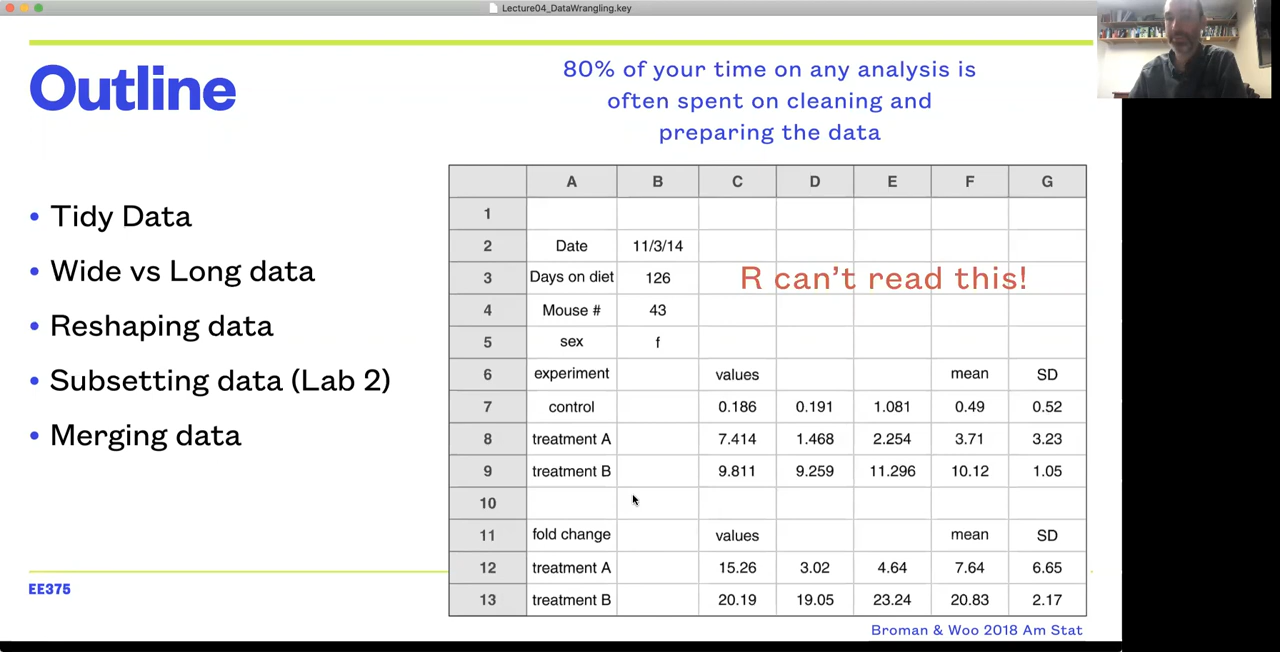 Lecture04_DataWrangling.key
Outline
80% of your time on any analysis is
often spent on cleaning and
preparing the data
• Tidy Data
• Wide vs Long data
• Reshaping data
• Subsetting data (Lab 2)
• Merging data
A B C D E F G
1
2 Date 11/3/14
3 Days on diet 126
R can't read this!
4 Mouse # 43
5 sex f
6 experiment values mean SD
7 control 0.186 0.191 1.081 0.49 0.52
8 treatment A 7.414 1.468 2.254 3.71 3.23
9 treatment B 9.811 9.259 11.296 10.12 1.05
10
11 fold change values mean SD
12 treatment A 15.26 3.02 4.64 7.64 6.65
13 treatment B 20.19 19.05 23.24 20.83 2.17
EE375
Broman & Woo 2018 Am Stat